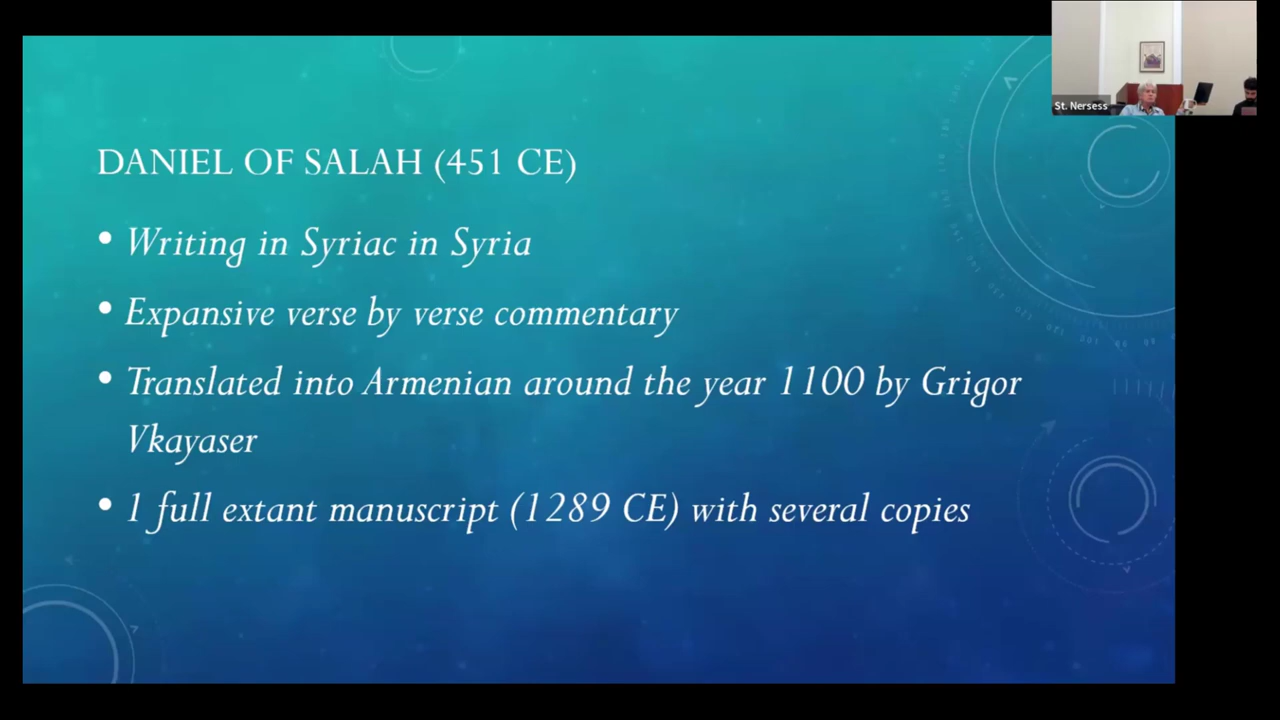 St. Nersess
DANIEL OF SALAH (451 CE)
• Writing in Syriac in Syria
• Expansive verse by verse commentary
• Translated into Armenian around the year 1100 by Grigor
Vkayaser
• 1 full extant manuscript (1289 CE) with several copies